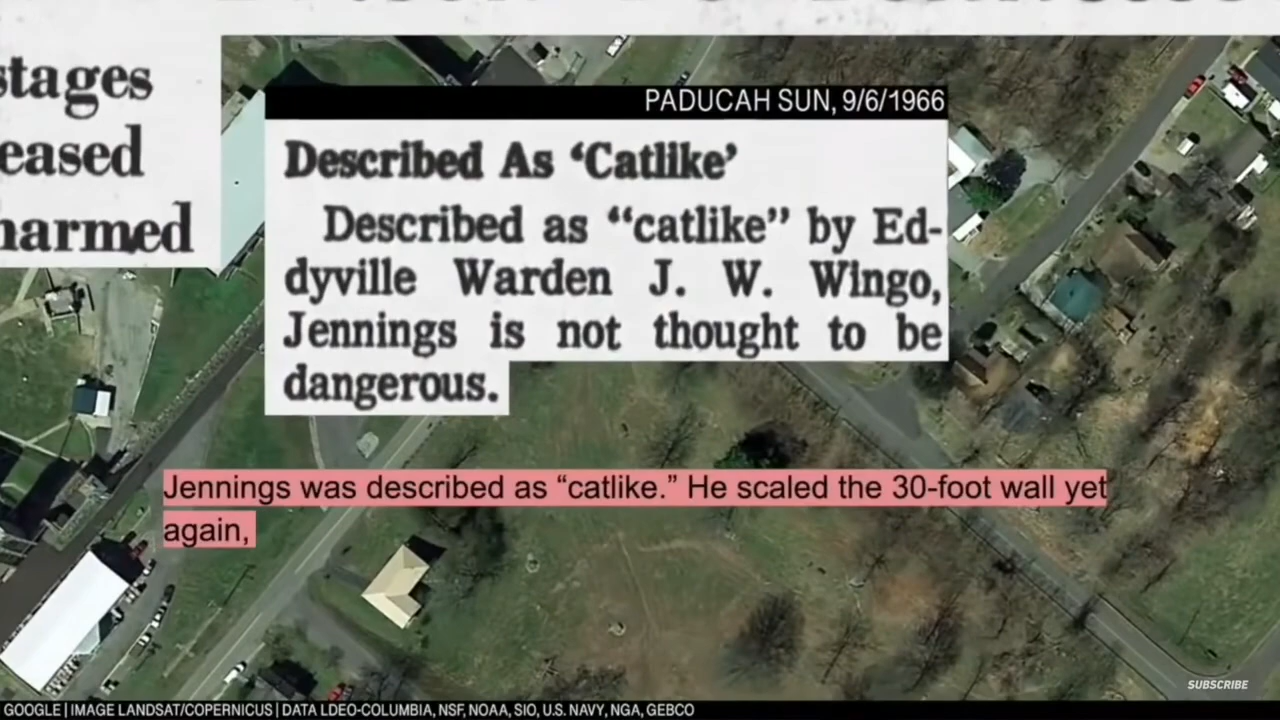 stages
eased
harmed
PADUCAH SUN, 9/6/1966
Described As ‘Catlike’
Described as “catlike” by Ed-
dyville Warden J. W. Wingo,
Jennings is not thought to be
dangerous.
Jennings was described as “catlike.” He scaled the 30-foot wall yet
again,
SUBSCRIBE
GOOGLE | IMAGE LANDSAT/COPERNICUS | DATA LDEO-COLUMBIA, NSF, NOAA, SIO, U.S. NAVY, NGA, GEBCO